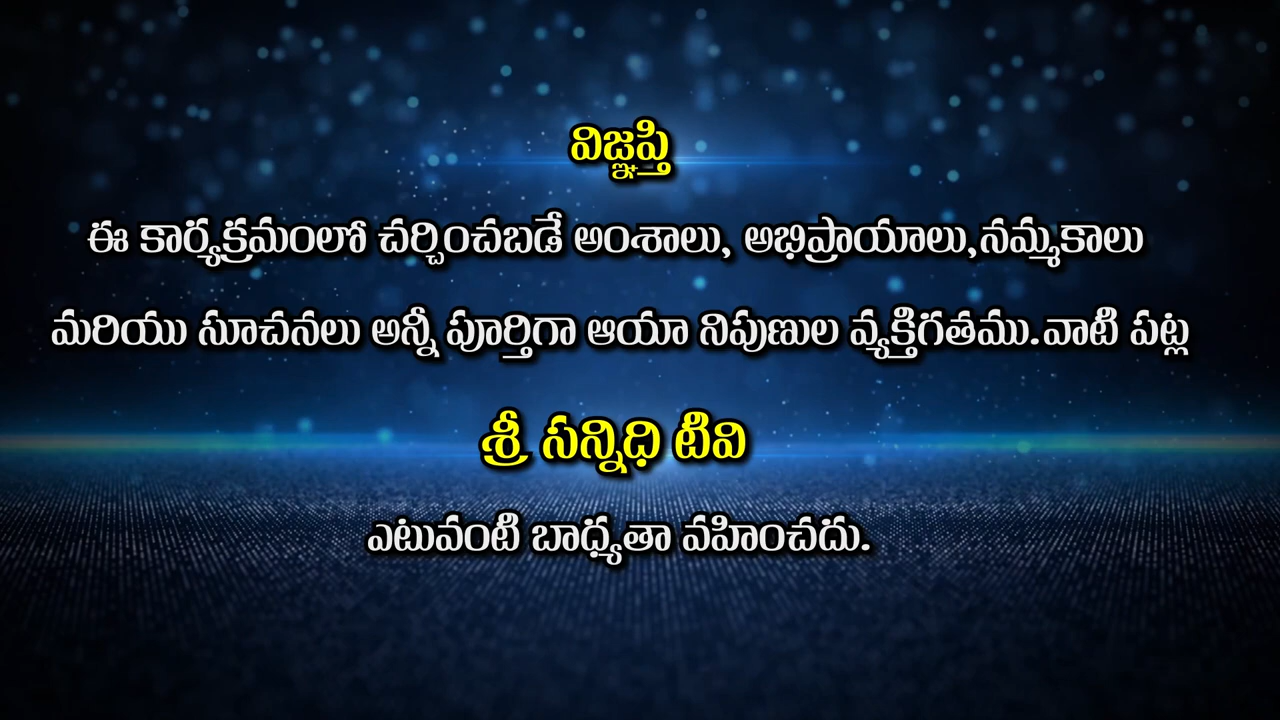 విజ్ఞప్తి
ఈ కార్యక్రమంలో చర్చించబడే అంశాలు, అభిప్రాయాలు,నమ్మకాలు
మరియు సూచనలు అన్నీ పూర్తిగా ఆయా నిపుణుల వ్యక్తిగతము.వాటి పట్ల
శ్రీ సన్నిధి టివి
ఎటువంటి బాధ్యతా వహించదు.